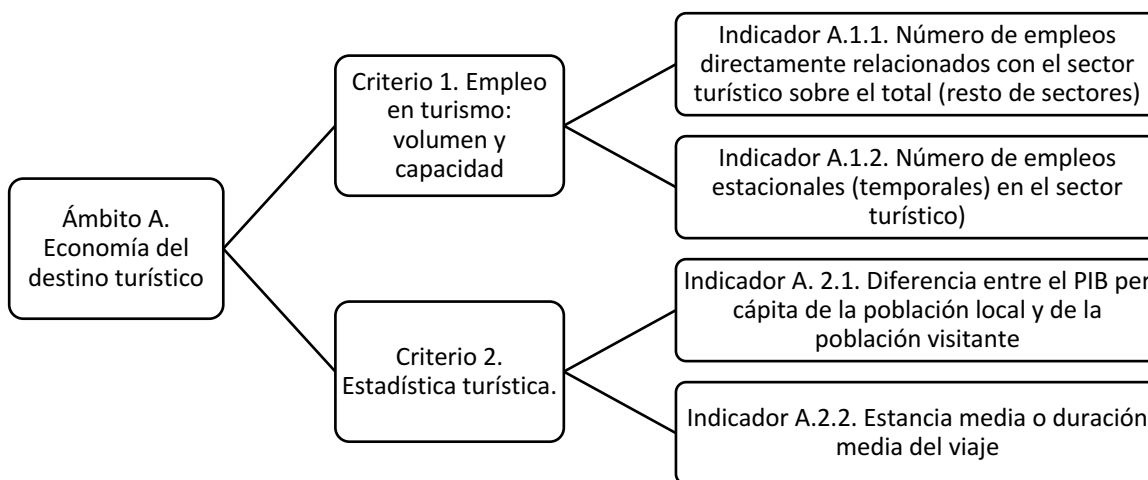 Ámbito A.
Economía del
destino turístico
Criterio 1. Empleo
en turismo:
volumen y
capacidad
Indicador A.1.1. Número de empleos
directamente relacionados con el sector
turístico sobre el total (resto de sectores)
Indicador A.1.2. Número de empleos
estacionales (temporales) en el sector
turístico)
Criterio 2.
Estadística turística.
Indicador A. 2.1. Diferencia entre el PIB per
cápita de la población local y de la
población visitante
Indicador A.2.2. Estancia media o duración
media del viaje